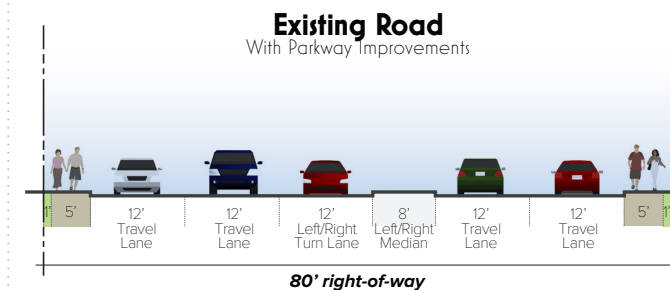 Existing Road
With Parkway Improvements
1'
5'
12'
Travel
Lane
12'
Travel
Lane
12'
Left/Right
Turn Lane
8'
Left/Right
Median
12'
Travel
Lane
12'
Travel
Lane
5'
1'
80' right-of-way